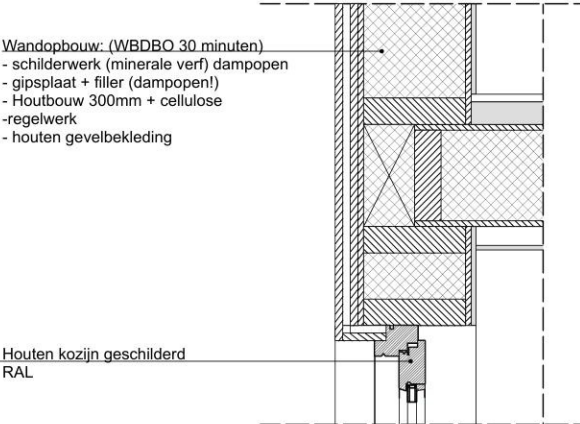 Wandopbouw: (WBDBO 30 minuten)
- schilderwerk (minerale verf) dampopen
- gipsplaat + filler (dampopen!)
- Houtbouw 300mm + cellulose
-regelwerk
- houten gevelbekleding
Houten kozijn geschilderd
RAL